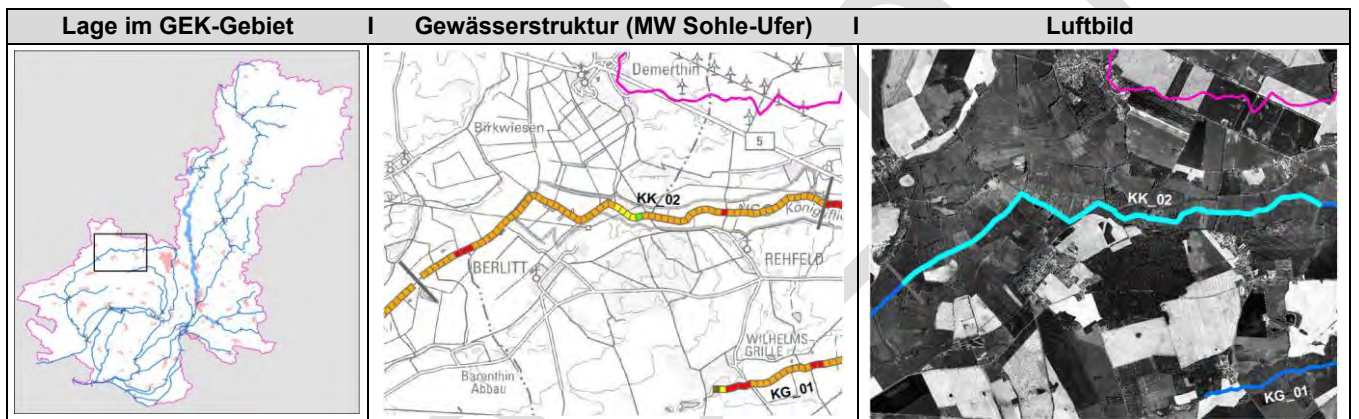 Lage im GEK-Gebiet I Gewässerstruktur (MW Sohle-Ufer) I Luftbild
Demerthin
Birkwiesen
5
KK_02
KK_02
BERLITT
REHFELD
WILHELMS-
GRILLE
Barenthin
Abbau
KG_01
KG_01